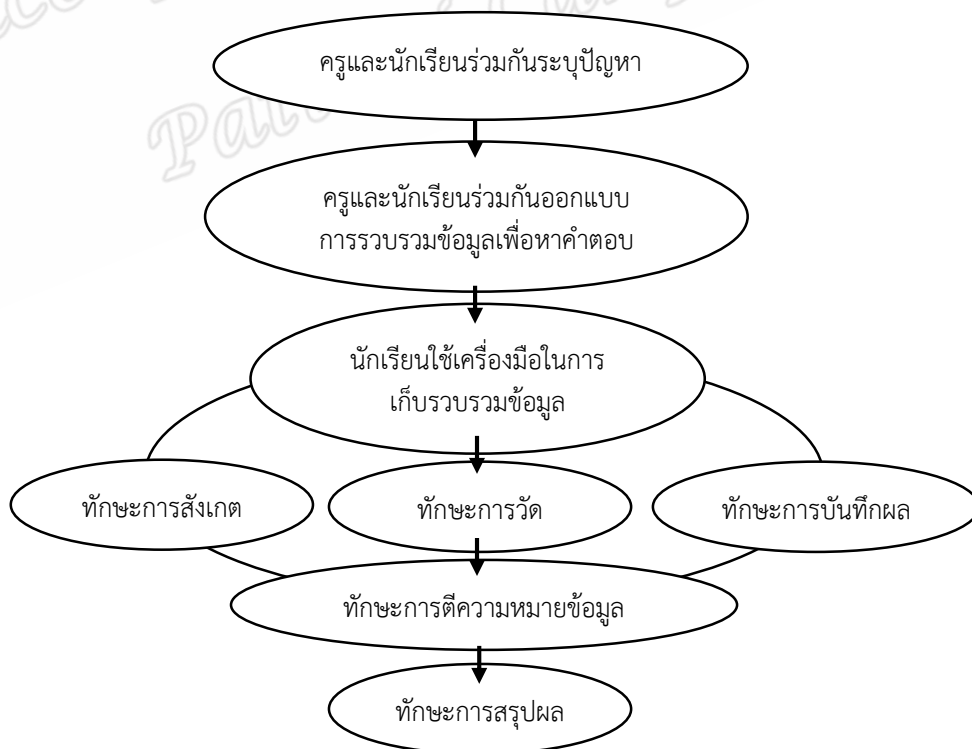 ครูและนักเรียนร่วมกันระบุปัญหา
ครูและนักเรียนร่วมกันออกแบบ
การรวบรวมข้อมูลเพื่อหาคำตอบ
นักเรียนใช้เครื่องมือในการ
เก็บรวบรวมข้อมูล
ทักษะการสังเกต
ทักษะการวัด
ทักษะการบันทึกผล
ทักษะการตีความหมายข้อมูล
ทักษะการสรุปผล